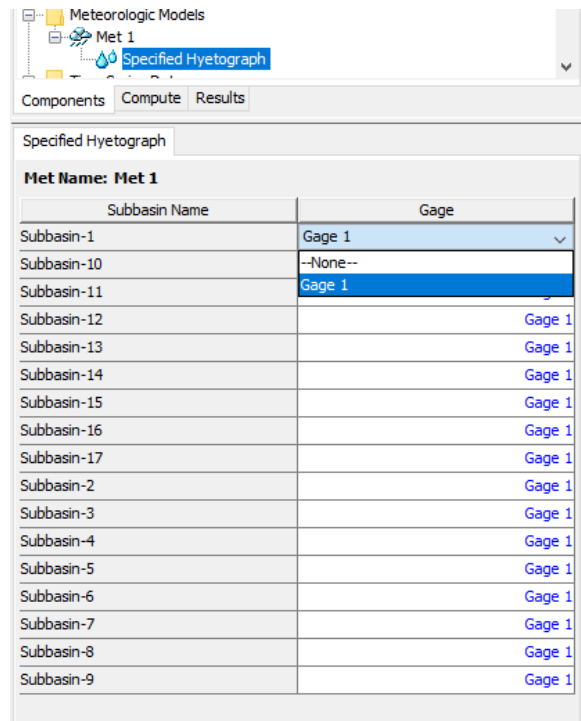 Meteorologic Models
Met 1
Specified Hyetograph
Components Compute Results
Specified Hyetograph
Met Name: Met 1
Subbasin Name Gage
Subbasin-1 Gage 1
Subbasin-10 --None--
Subbasin-11 Gage 1
Subbasin-12 Gage 1
Subbasin-13 Gage 1
Subbasin-14 Gage 1
Subbasin-15 Gage 1
Subbasin-16 Gage 1
Subbasin-17 Gage 1
Subbasin-2 Gage 1
Subbasin-3 Gage 1
Subbasin-4 Gage 1
Subbasin-5 Gage 1
Subbasin-6 Gage 1
Subbasin-7 Gage 1
Subbasin-8 Gage 1
Subbasin-9 Gage 1